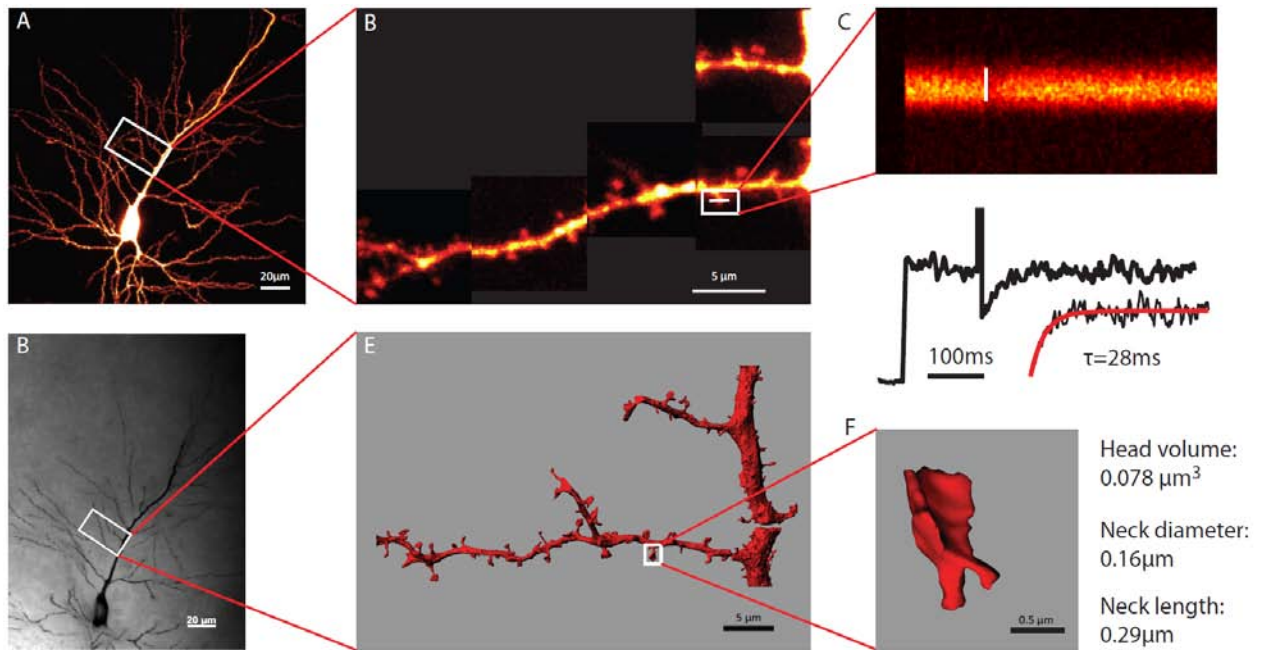 A
20μm
B
5 μm
C
100ms
τ=28ms
B
20 μm
E
5 μm
F
0.5 μm
Head volume:
0.078 μm³
Neck diameter:
0.16μm
Neck length:
0.29μm